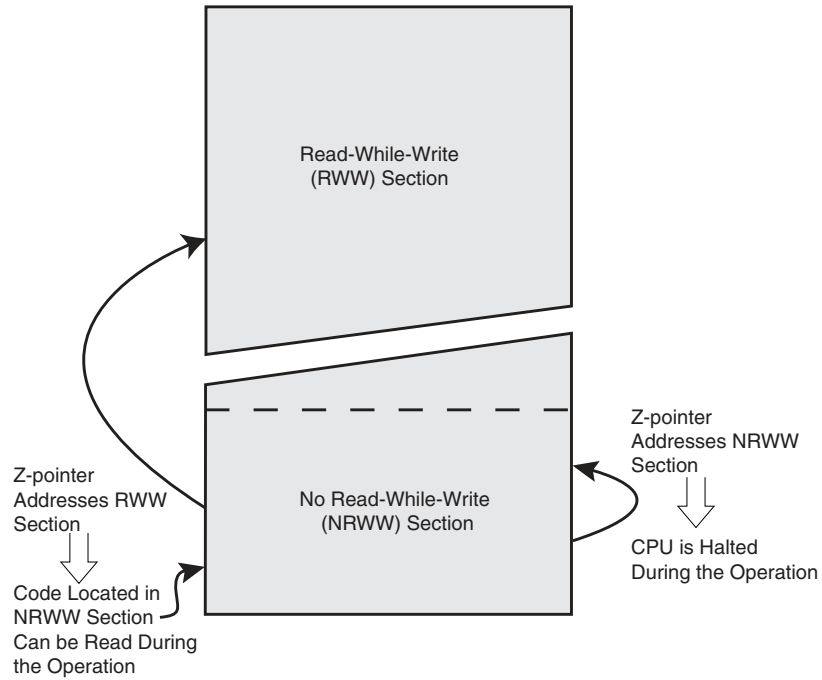 Read-While-Write
(RWW) Section
Z-pointer
Addresses RWW
Section
Code Located in
NRWW Section
Can be Read During
the Operation
No Read-While-Write
(NRWW) Section
Z-pointer
Addresses NRWW
Section
CPU is Halted
During the Operation